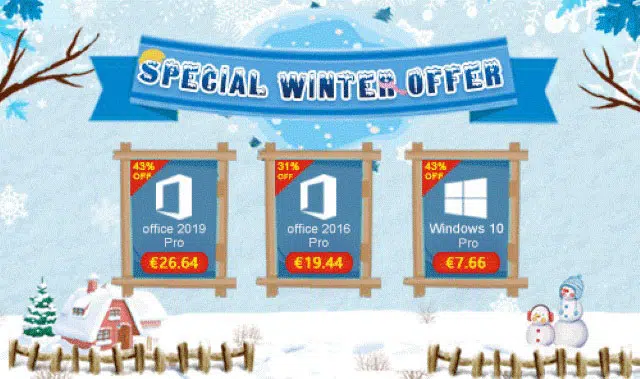 SPECIAL WINTER OFFER
43%
OFF
office 2019
Pro
€26.64
31%
OFF
office 2016
Pro
€19.44
43%
OFF
Windows 10
Pro
€7.66